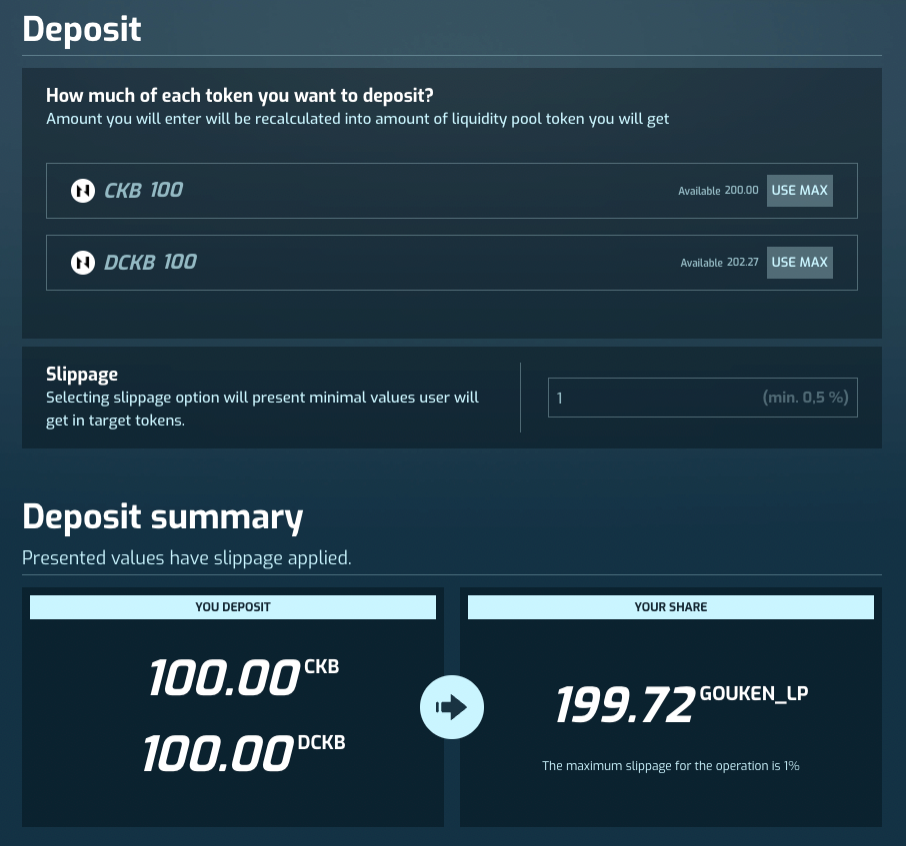 Deposit
How much of each token you want to deposit?
Amount you will enter will be recalculated into amount of liquidity pool token you will get
CKB 100 Available 200.00 USE MAX
DCKB 100 Available 202.27 USE MAX
Slippage
Selecting slippage option will present minimal values user will
get in target tokens.
1 (min. 0,5 %)
Deposit summary
Presented values have slippage applied.
YOU DEPOSIT
100.00 CKB
100.00 DCKB
YOUR SHARE
199.72 GOUKEN_LP
The maximum slippage for the operation is 1%